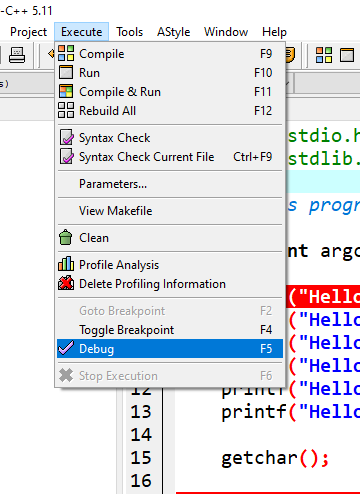 -C++ 5.11
Project Execute Tools AStyle Window Help
Compile F9
Run F10
Compile & Run F11
Rebuild All F12
Syntax Check
Syntax Check Current File Ctrl+F9
Parameters...
View Makefile
Clean
Profile Analysis
Delete Profiling Information
Goto Breakpoint F2
Toggle Breakpoint F4
Debug F5
Stop Execution F6
s)
stdio.h
stdlib.
s progr
nt argc
("Hello
("Hello
("Hello
("Hello
12 printf("Hello
13 printf("Hello
14
15 getchar();
16